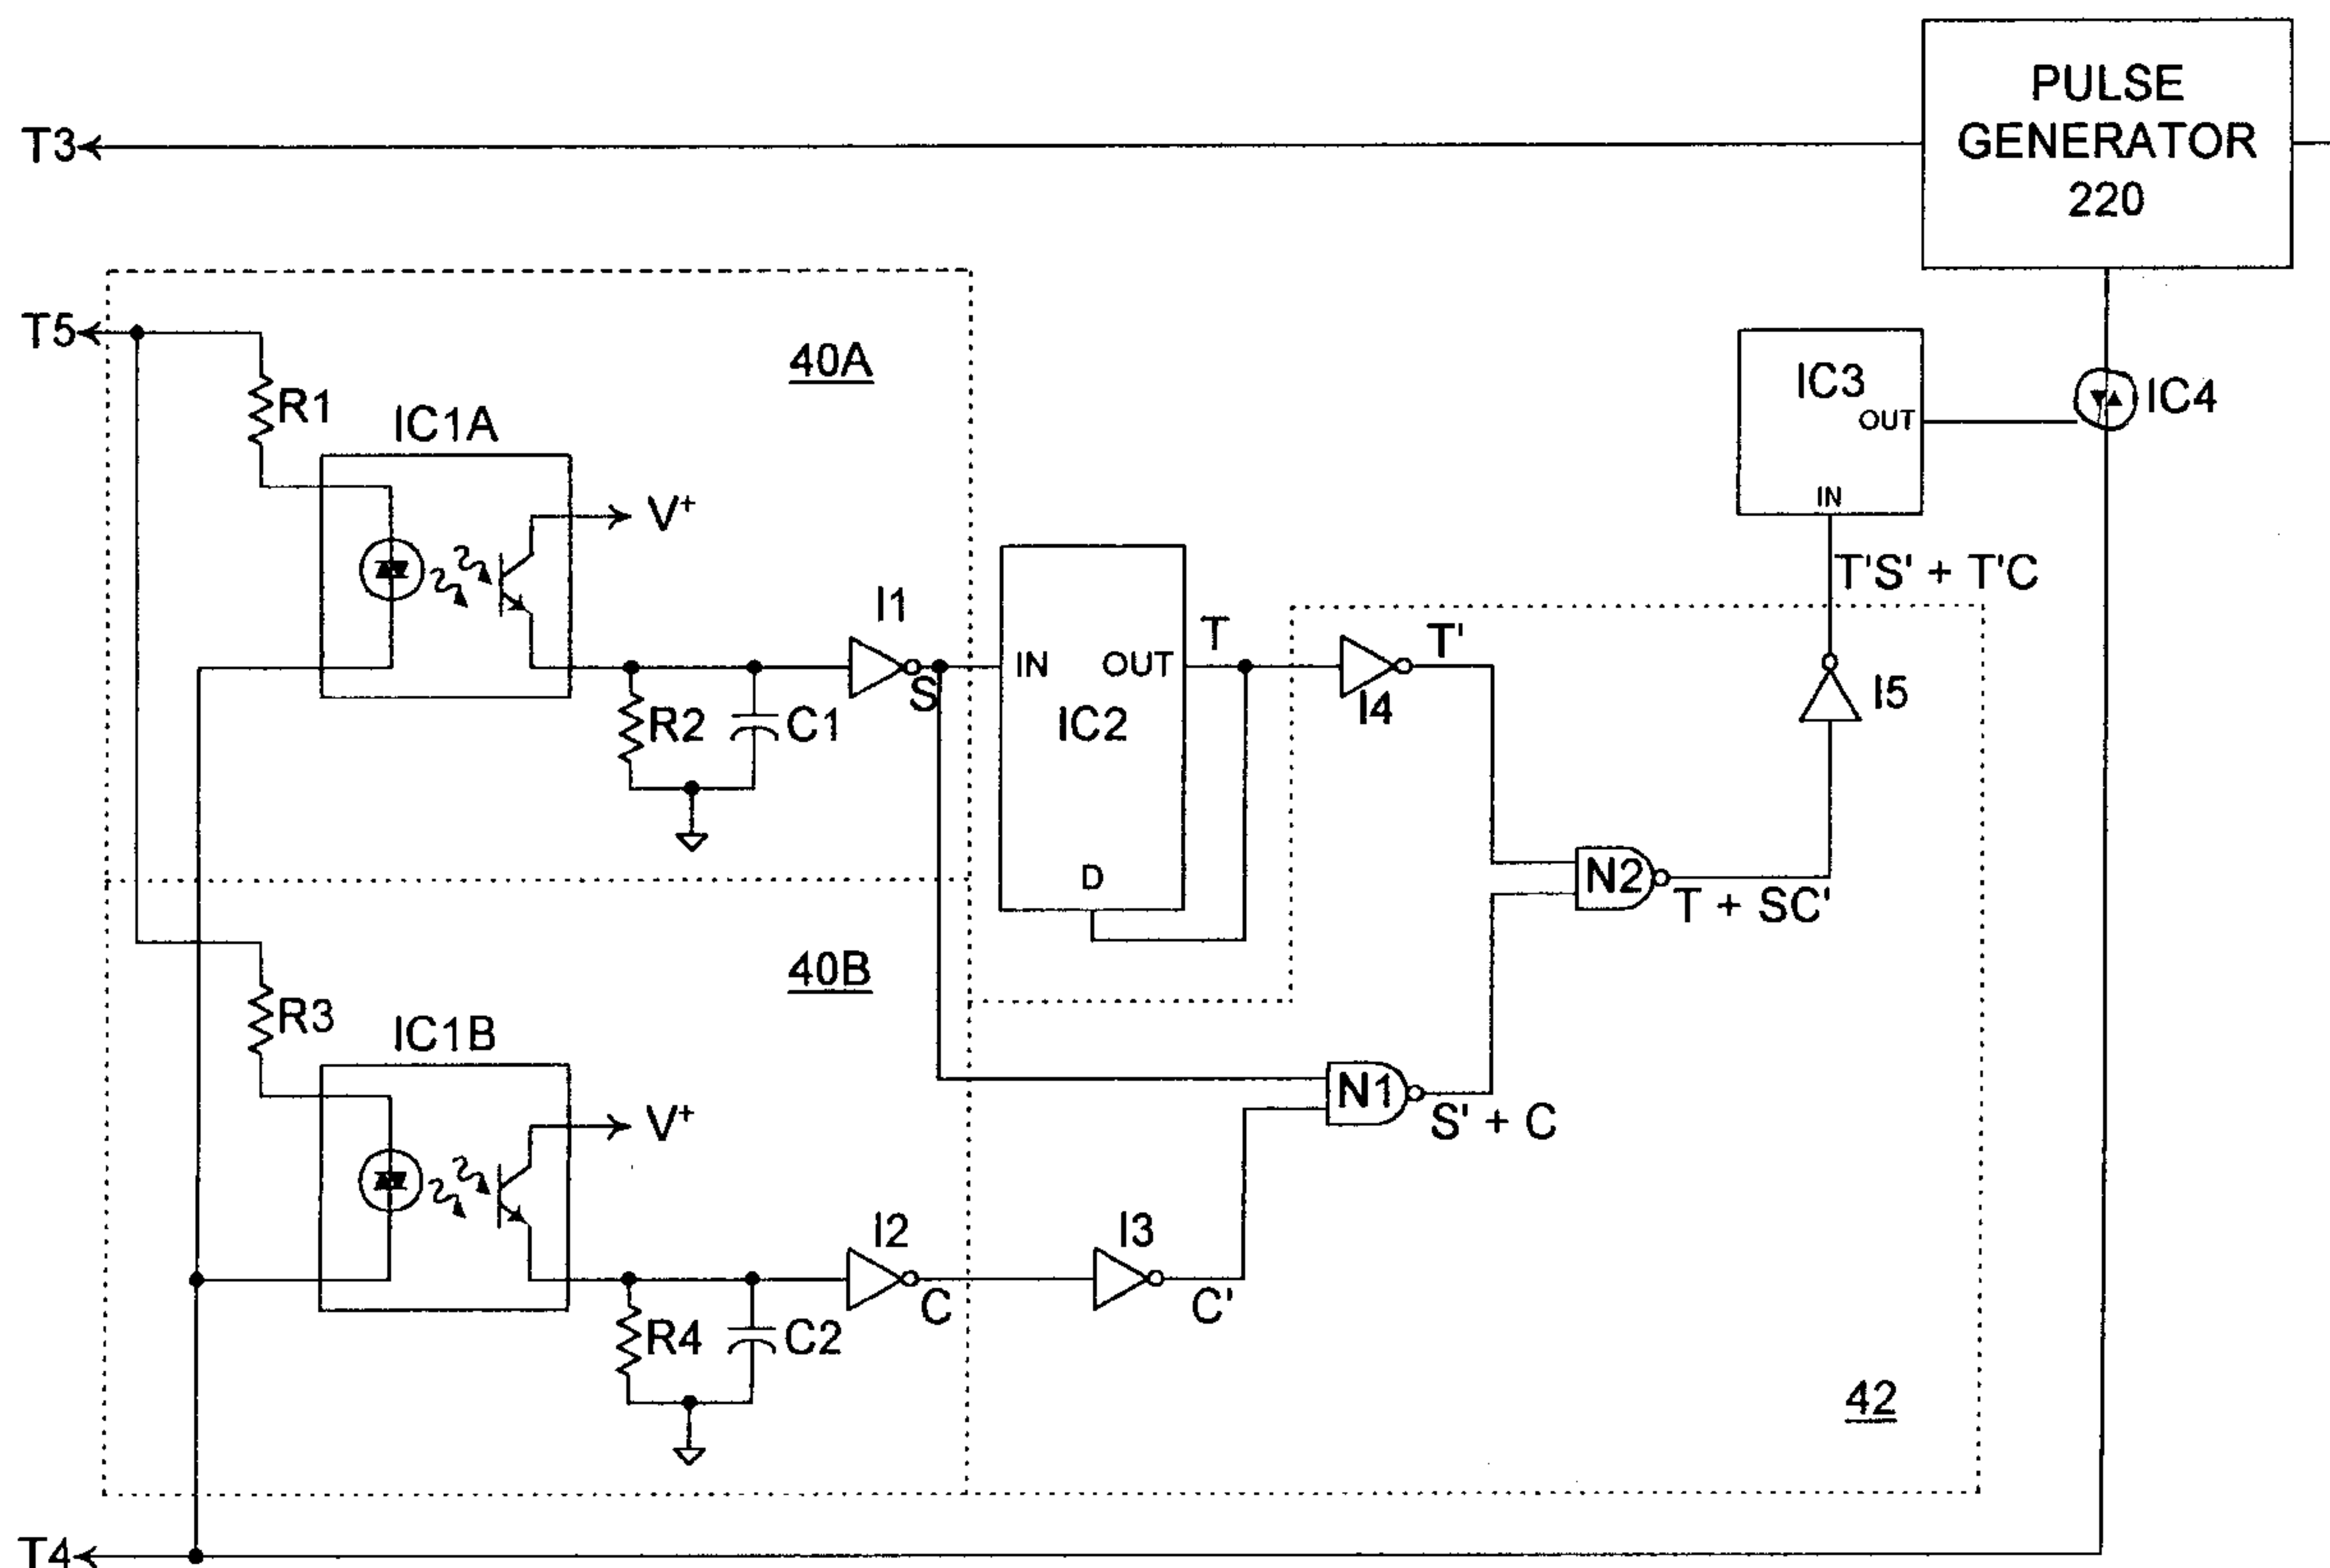 PULSE
GENERATOR
220
T3
T5
40A
R1
IC1A
V+
IC3
OUT
IN
IC4
T'S' + T'C
I1
S
IN
OUT
IC2
D
T
I4
T'
I5
R2
C1
N2
T + SC'
40B
R3
IC1B
V+
N1
S' + C
I2
C
I3
C'
R4
C2
42
T4